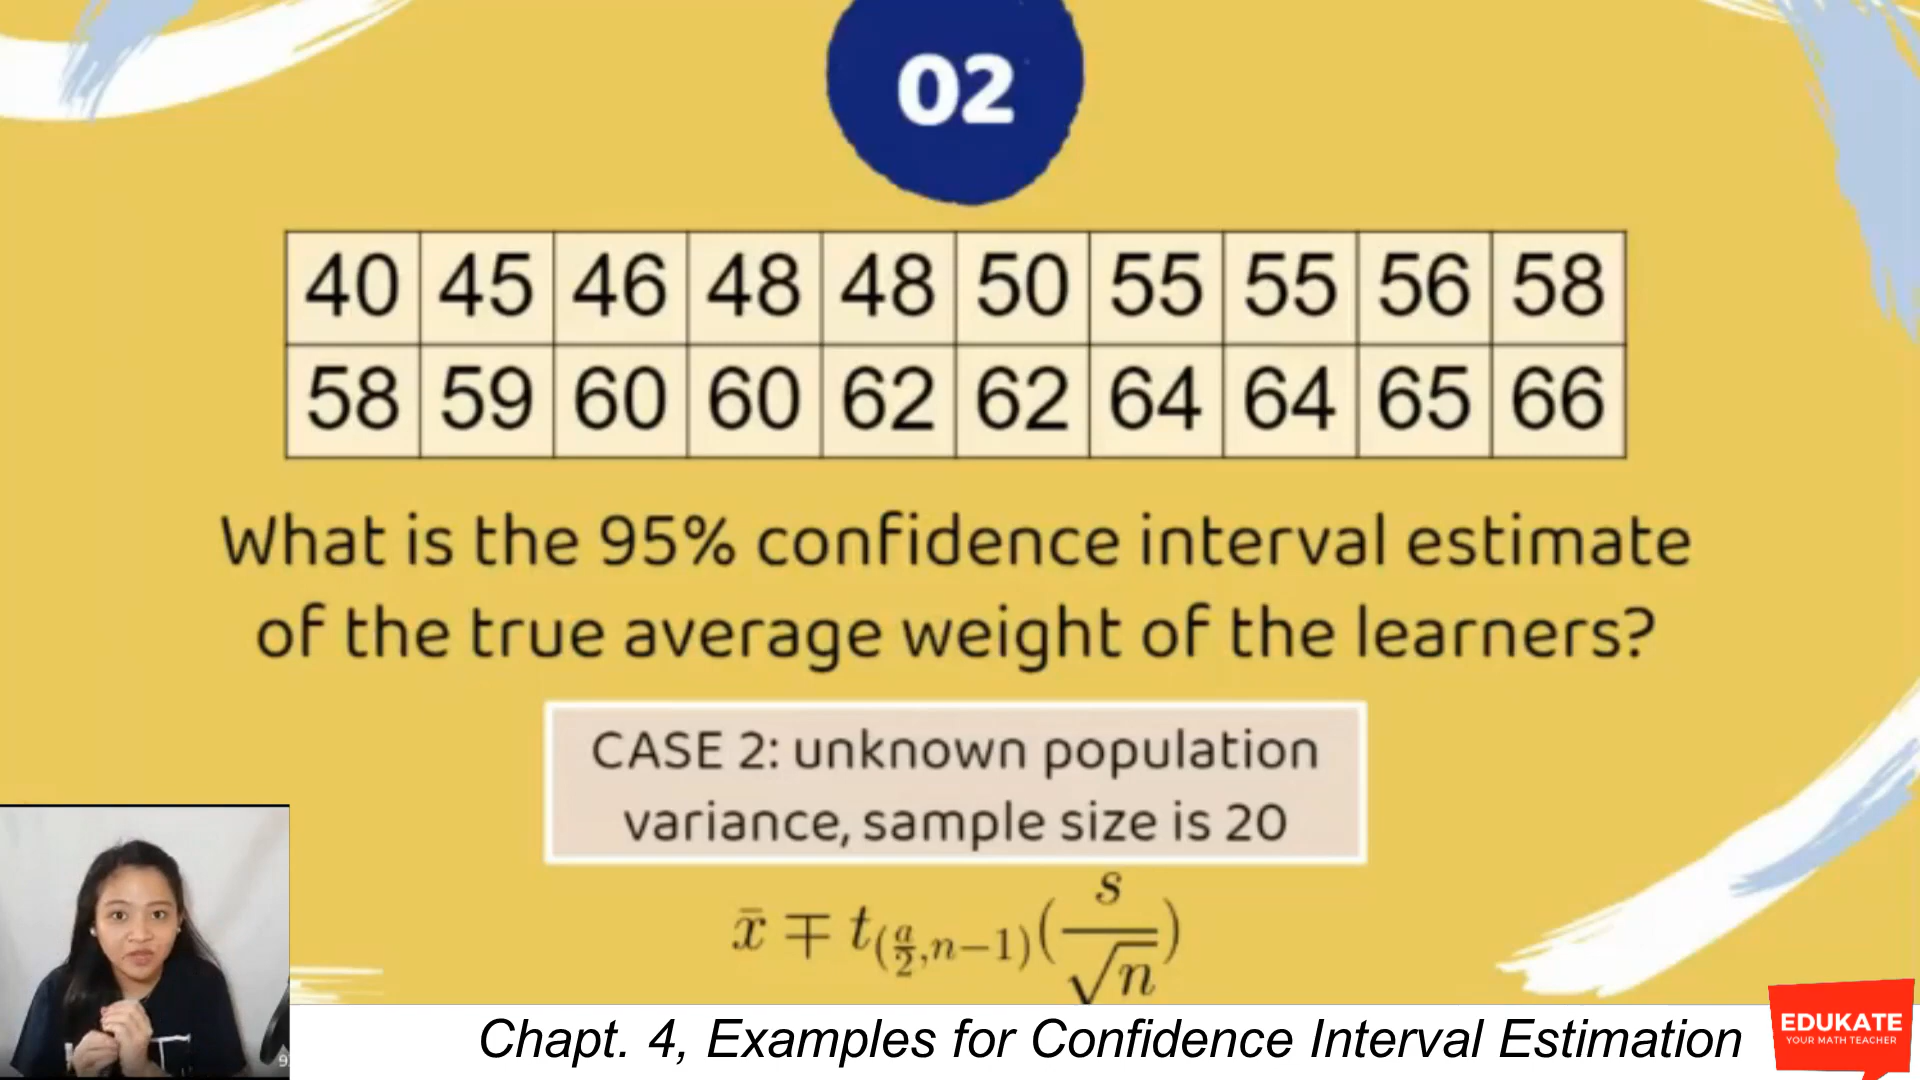 02
40 45 46 48 48 50 55 55 56 58
58 59 60 60 62 62 64 64 65 66
What is the 95% confidence interval estimate
of the true average weight of the learners?
CASE 2: unknown population
variance, sample size is 20
x̄ ∓ t(a/2,n−1)(s/√n)
Chapt. 4, Examples for Confidence Interval Estimation
EDUKATE
YOUR MATH TEACHER